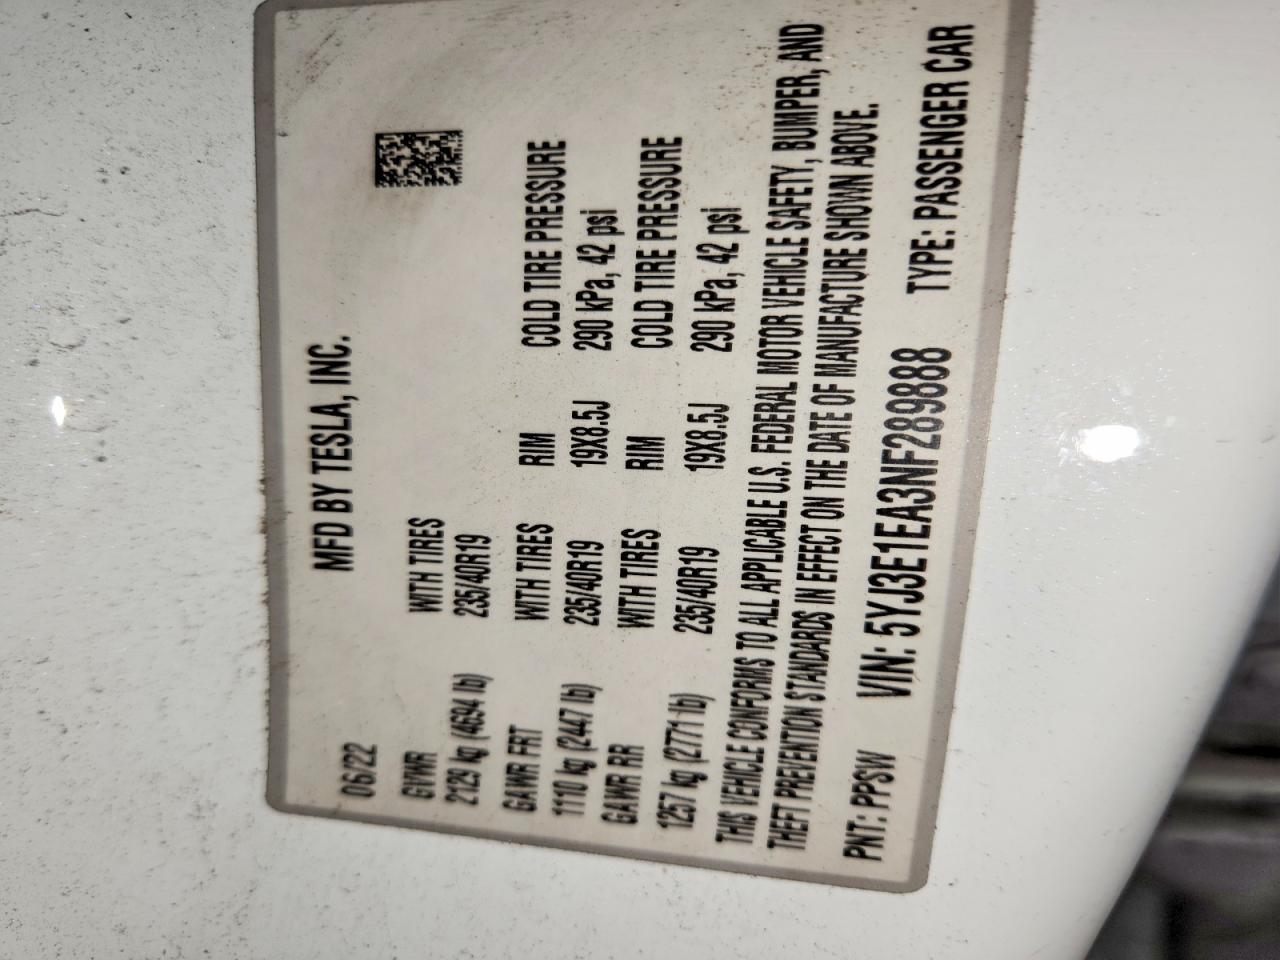 MFD BY TESLA, INC.
06/22
GVWR WITH TIRES
2129 kg (4694 lb) 235/40R19
GAWR FRT WITH TIRES RIM COLD TIRE PRESSURE
1110 kg (2447 lb) 235/40R19 19X8.5J 290 kPa, 42 psi
GAWR RR WITH TIRES RIM COLD TIRE PRESSURE
1257 kg (2771 lb) 235/40R19 19X8.5J 290 kPa, 42 psi
THIS VEHICLE CONFORMS TO ALL APPLICABLE U.S. FEDERAL MOTOR VEHICLE SAFETY, BUMPER, AND
THEFT PREVENTION STANDARDS IN EFFECT ON THE DATE OF MANUFACTURE SHOWN ABOVE.
PNT: PPSW VIN: 5YJ3E1EA3NF289888 TYPE: PASSENGER CAR